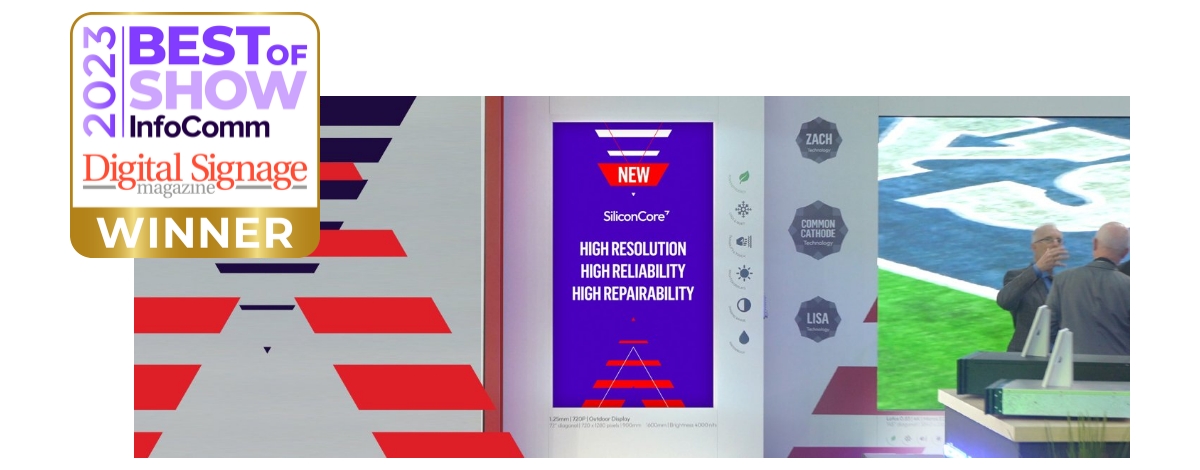 2023
BEST OF
SHOW
InfoComm
Digital Signage
magazine
WINNER
NEW
SiliconCore
HIGH RESOLUTION
HIGH RELIABILITY
HIGH REPAIRABILITY
1.25mm | 720P | Outdoor Display
ZACH
Technology
COMMON
CATHODE
Technology
LISA
Technology